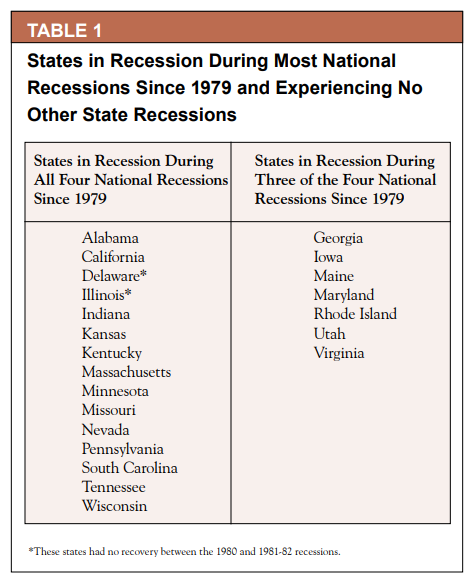 TABLE 1
States in Recession During Most National
Recessions Since 1979 and Experiencing No
Other State Recessions
States in Recession During
All Four National Recessions
Since 1979
Alabama
California
Delaware*
Illinois*
Indiana
Kansas
Kentucky
Massachusetts
Minnesota
Missouri
Nevada
Pennsylvania
South Carolina
Tennessee
Wisconsin
States in Recession During
Three of the Four National
Recessions Since 1979
Georgia
Iowa
Maine
Maryland
Rhode Island
Utah
Virginia
*These states had no recovery between the 1980 and 1981-82 recessions.